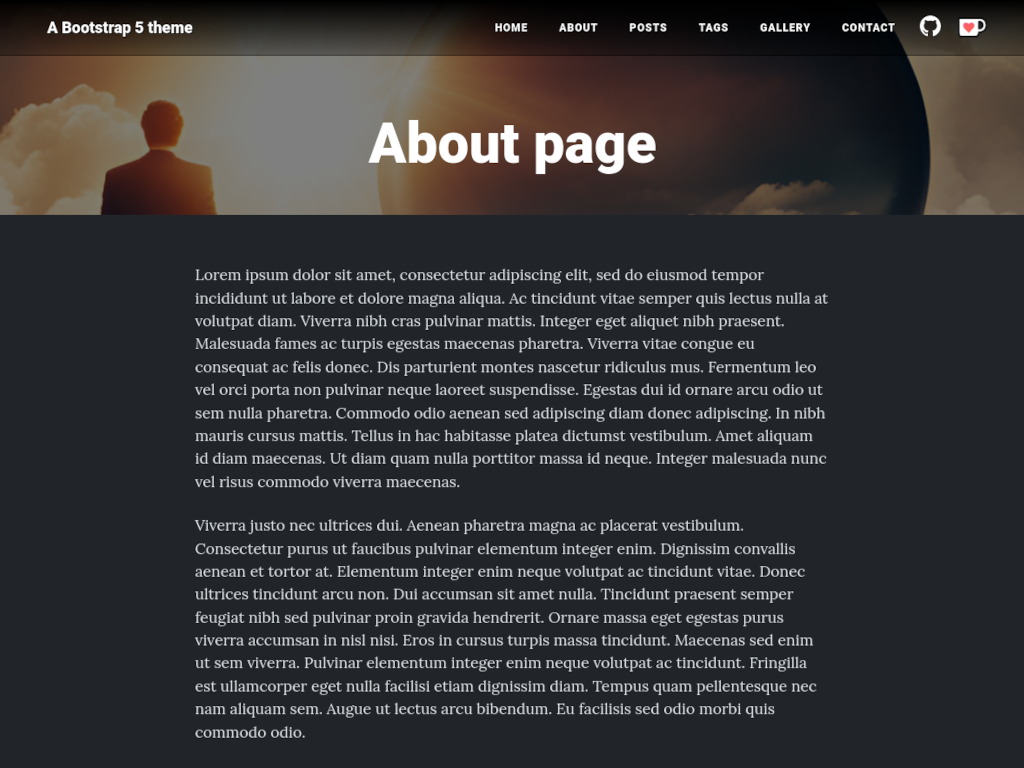 A Bootstrap 5 theme
HOME ABOUT POSTS TAGS GALLERY CONTACT
About page
Lorem ipsum dolor sit amet, consectetur adipiscing elit, sed do eiusmod tempor
incididunt ut labore et dolore magna aliqua. Ac tincidunt vitae semper quis lectus nulla at
volutpat diam. Viverra nibh cras pulvinar mattis. Integer eget aliquet nibh praesent.
Malesuada fames ac turpis egestas maecenas pharetra. Viverra vitae congue eu
consequat ac felis donec. Dis parturient montes nascetur ridiculus mus. Fermentum leo
vel orci porta non pulvinar neque laoreet suspendisse. Egestas dui id ornare arcu odio ut
sem nulla pharetra. Commodo odio aenean sed adipiscing diam donec adipiscing. In nibh
mauris cursus mattis. Tellus in hac habitasse platea dictumst vestibulum. Amet aliquam
id diam maecenas. Ut diam quam nulla porttitor massa id neque. Integer malesuada nunc
vel risus commodo viverra maecenas.
Viverra justo nec ultrices dui. Aenean pharetra magna ac placerat vestibulum.
Consectetur purus ut faucibus pulvinar elementum integer enim. Dignissim convallis
aenean et tortor at. Elementum integer enim neque volutpat ac tincidunt vitae. Donec
ultrices tincidunt arcu non. Dui accumsan sit amet nulla. Tincidunt praesent semper
feugiat nibh sed pulvinar proin gravida hendrerit. Ornare massa eget egestas purus
viverra accumsan in nisl nisi. Eros in cursus turpis massa tincidunt. Maecenas sed enim
ut sem viverra. Pulvinar elementum integer enim neque volutpat ac tincidunt. Fringilla
est ullamcorper eget nulla facilisi etiam dignissim diam. Tempus quam pellentesque nec
nam aliquam sem. Augue ut lectus arcu bibendum. Eu facilisis sed odio morbi quis
commodo odio.